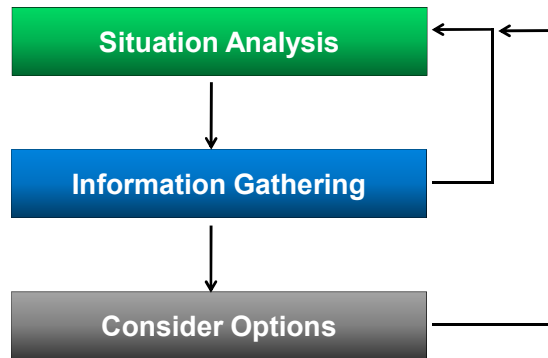 Situation Analysis
Information Gathering
Consider Options